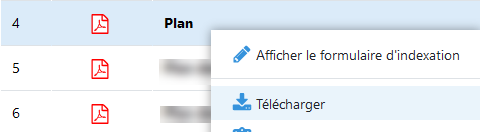 4 Plan
Afficher le formulaire d'indexation
5
Télécharger
6